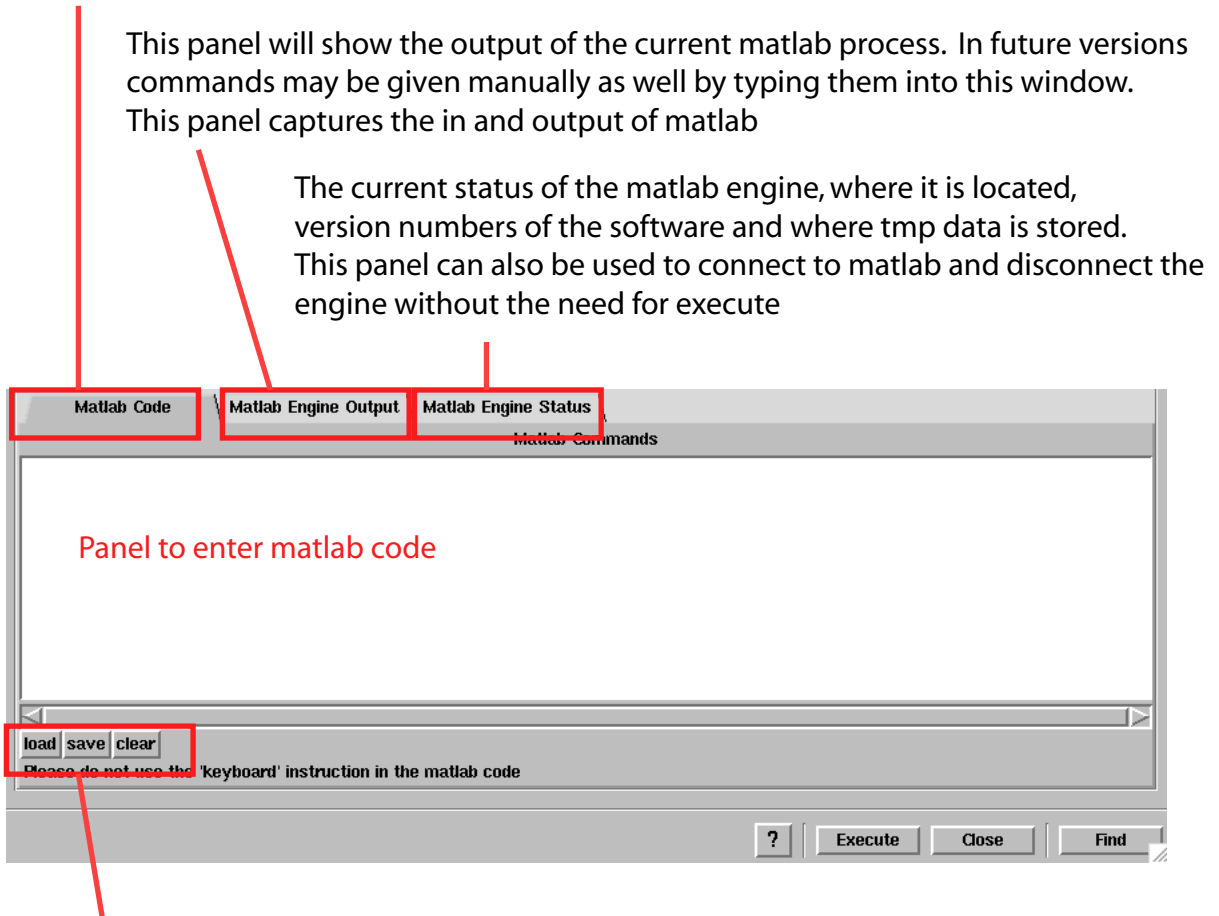 This panel will show the output of the current matlab process. In future versions
commands may be given manually as well by typing them into this window.
This panel captures the in and output of matlab
The current status of the matlab engine, where it is located,
version numbers of the software and where tmp data is stored.
This panel can also be used to connect to matlab and disconnect the
engine without the need for execute
Matlab Code Matlab Engine Output Matlab Engine Status
Matlab Commands
Panel to enter matlab code
load save clear
Please do not use the 'keyboard' instruction in the matlab code
? Execute Close Find